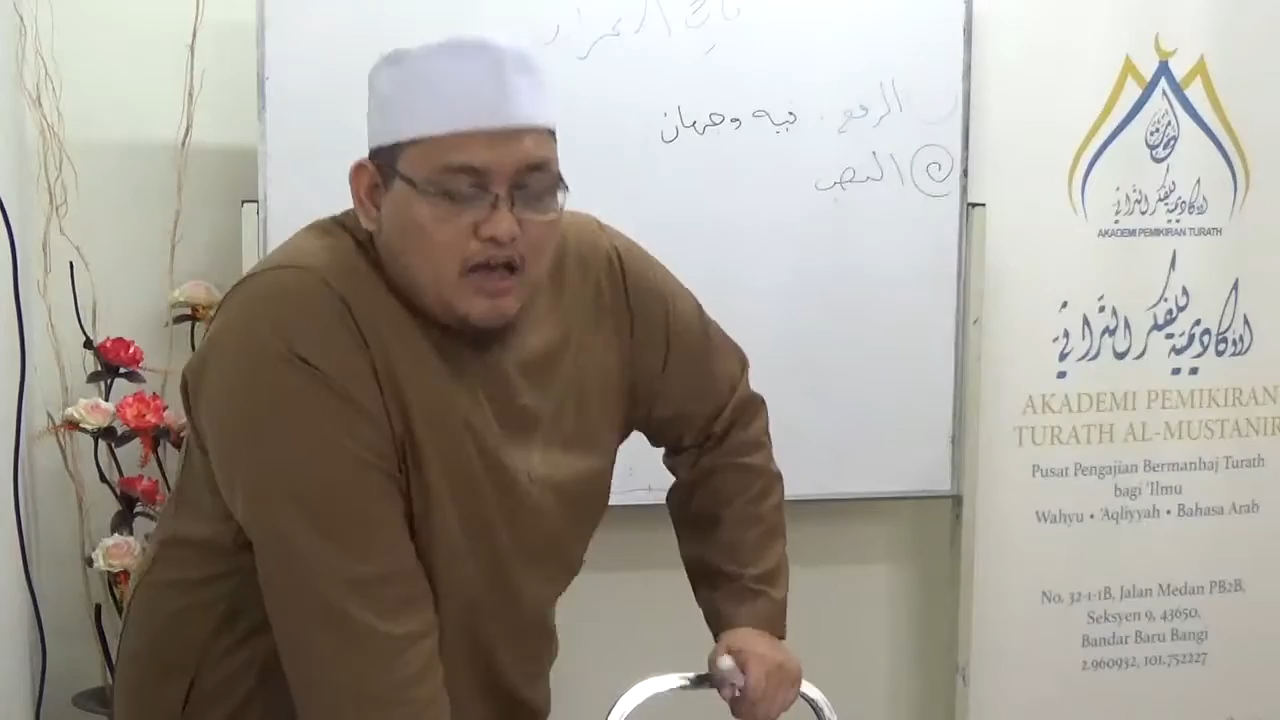 الرفع . فيه وجهان
النصب
أكاديمية للفكر التراثي
AKADEMI PEMIKIRAN TURATH
أكاديمية للفكر التراثي
AKADEMI PEMIKIRAN
TURATH AL-MUSTANIR
Pusat Pengajian Bermanhaj Turath
bagi 'Ilmu
Wahyu • 'Aqliyyah • Bahasa Arab
No. 32-1-1B, Jalan Medan PB2B,
Seksyen 9, 43650,
Bandar Baru Bangi
2.960932, 101.752227